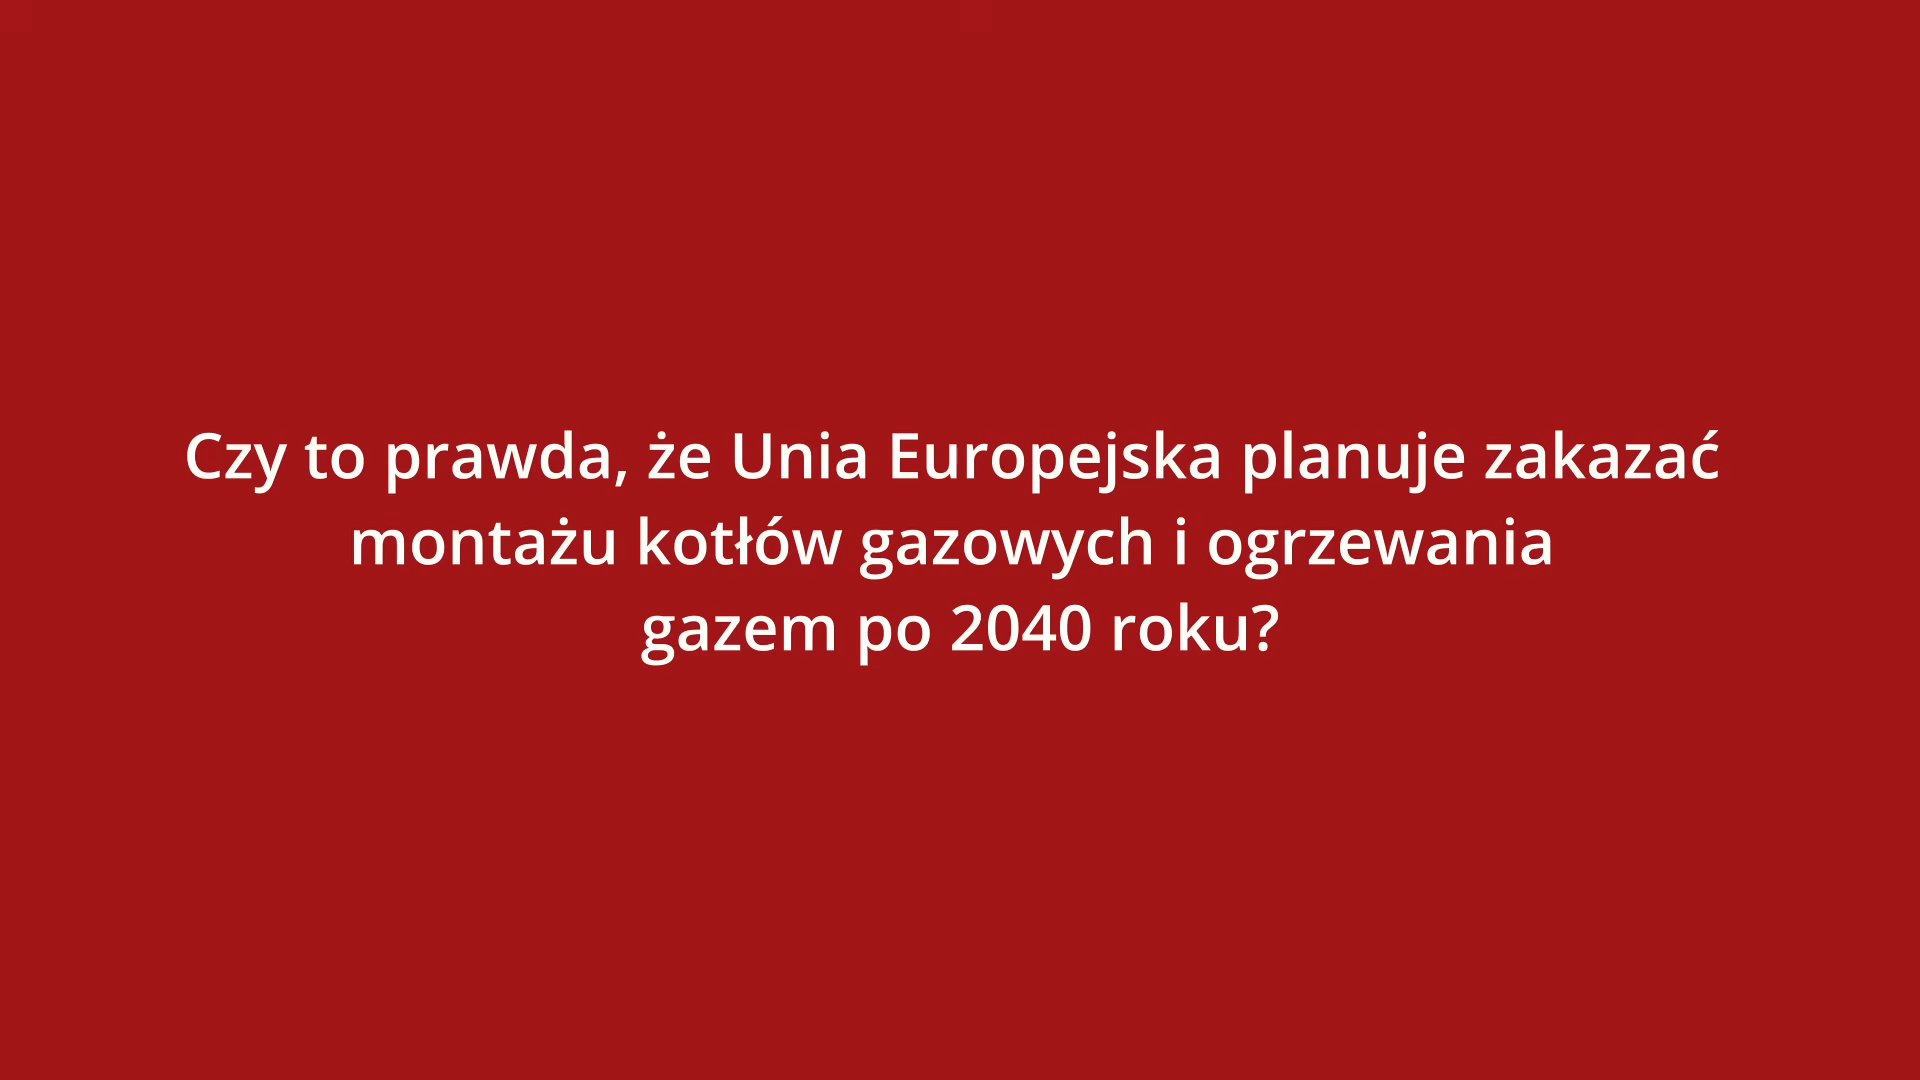 Czy to prawda, że Unia Europejska planuje zakazać
montażu kotłów gazowych i ogrzewania
gazem po 2040 roku?